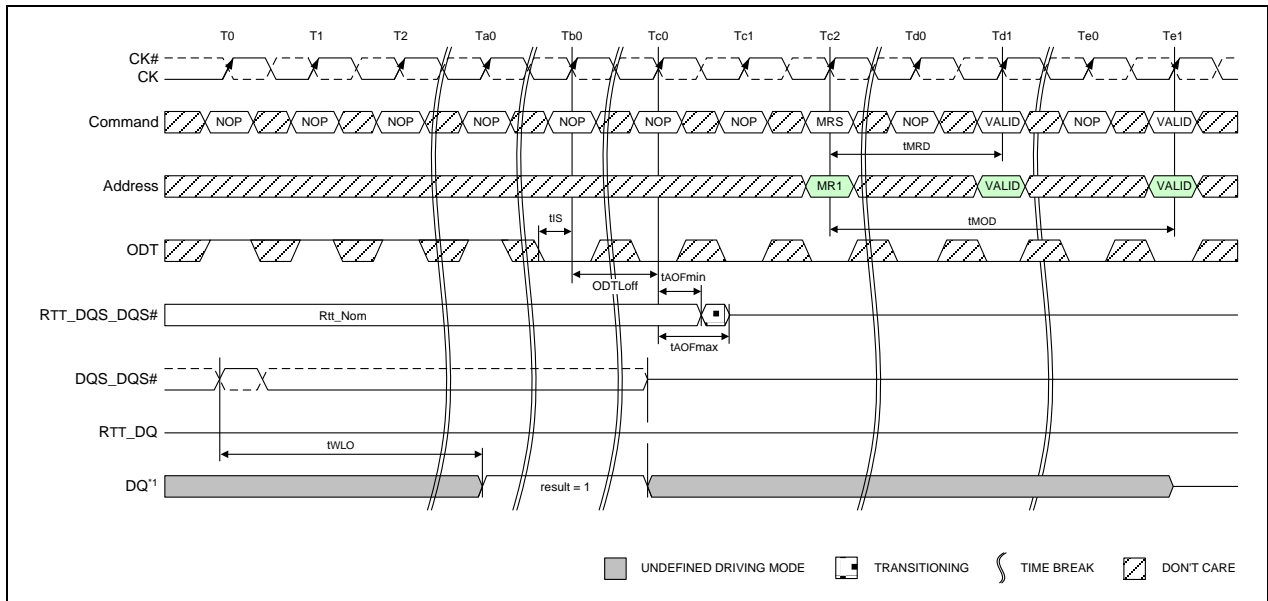 T0 T1 T2 Ta0 Tb0 Tc0 Tc1 Tc2 Td0 Td1 Te0 Te1
CK#
CK
Command NOP NOP NOP NOP NOP NOP NOP MRS NOP VALID NOP VALID
tMRD
Address MR1 VALID VALID
tIS tMOD
ODT
ODTLoff tAOFmin
RTT_DQS_DQS# Rtt_Nom
tAOFmax
DQS_DQS#
RTT_DQ
tWLO
DQ*1 result = 1
UNDEFINED DRIVING MODE TRANSITIONING TIME BREAK DON'T CARE